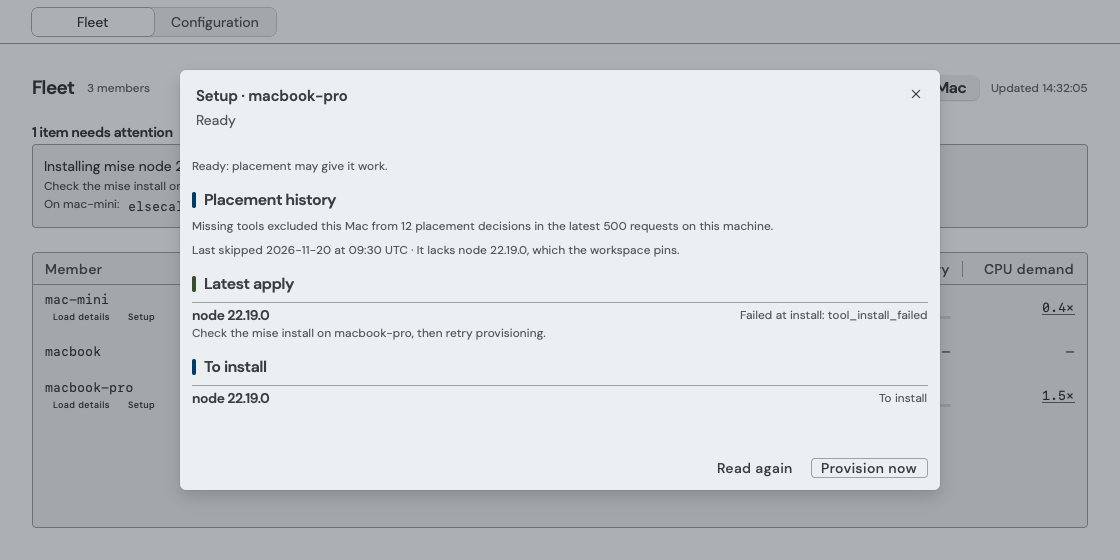 Fleet
Configuration
Fleet
3 members
Mac
Updated 14:32:05
1 item needs attention
Installing mise node
Check the mise install
On mac-mini:
Setup · macbook-pro
Ready
Ready: placement may give it work.
Placement history
Missing tools excluded this Mac from 12 placement decisions in the latest 500 requests on this machine.
Last skipped 2026-11-20 at 09:30 UTC · It lacks node 22.19.0, which the workspace pins.
Latest apply
node 22.19.0
Failed at install: tool_install_failed
Check the mise install on macbook-pro, then retry provisioning.
To install
node 22.19.0
To install
Read again
Provision now
Member
CPU demand
mac-mini
Load details
Setup
0.4×
macbook
—
—
macbook-pro
Load details
Setup
1.5×